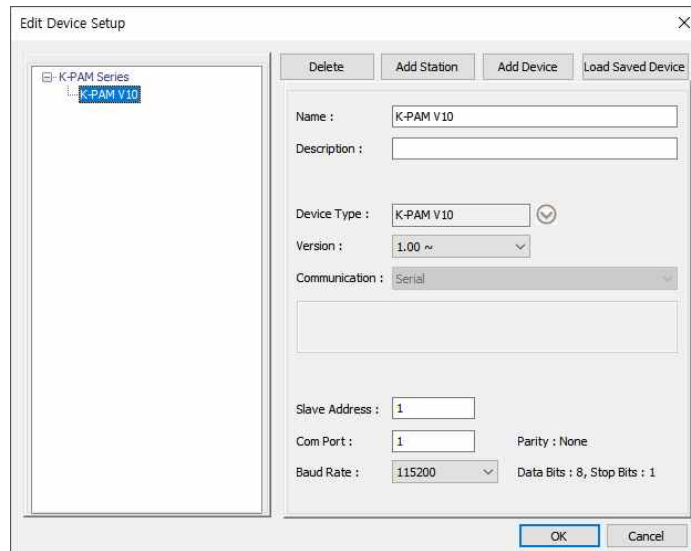 Edit Device Setup
K-PAM Series
K-PAM V10
Delete
Add Station
Add Device
Load Saved Device
Name :
K-PAM V10
Description :
Device Type :
K-PAM V10
Version :
1.00 ~
Communication :
Serial
Slave Address :
1
Com Port :
1
Parity : None
Baud Rate :
115200
Data Bits : 8, Stop Bits : 1
OK
Cancel